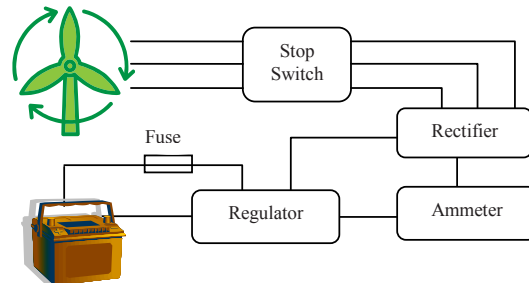 Stop
Switch
Rectifier
Fuse
Regulator
Ammeter